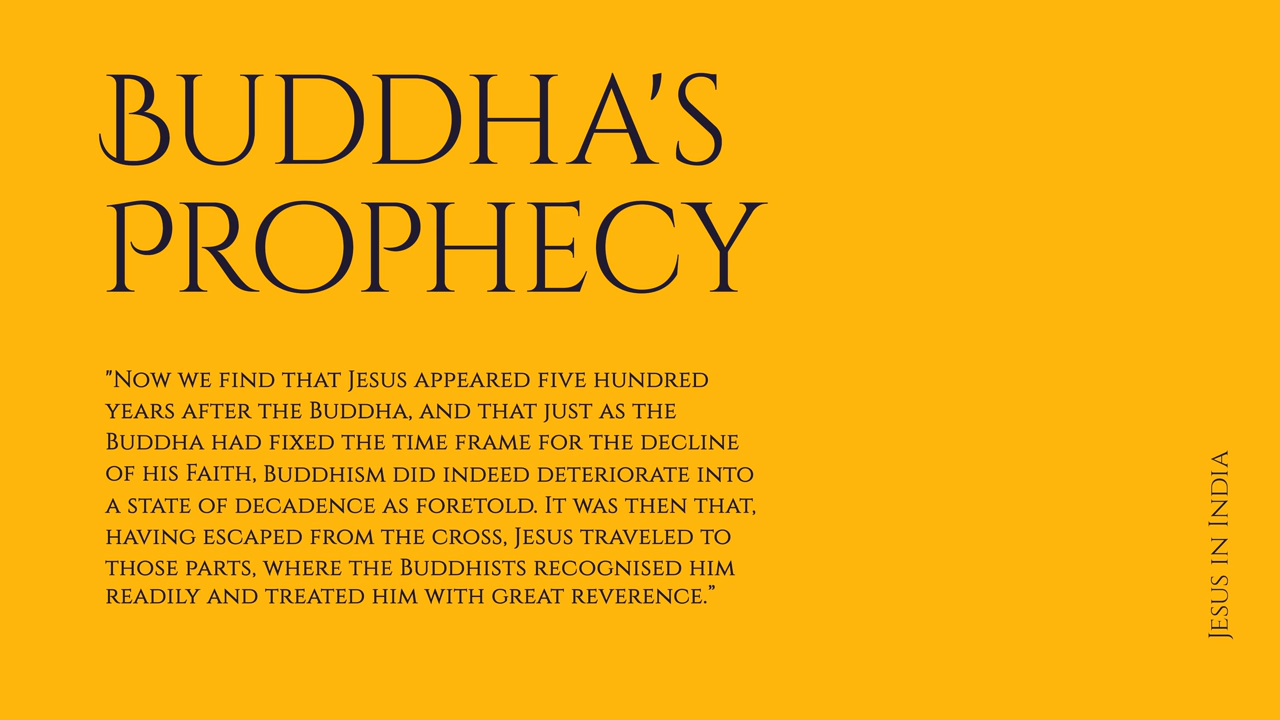 Buddha's
Prophecy
"Now we find that Jesus appeared five hundred
years after the Buddha, and that just as the
Buddha had fixed the time frame for the decline
of his Faith, Buddhism did indeed deteriorate into
a state of decadence as foretold. It was then that,
having escaped from the cross, Jesus traveled to
those parts, where the Buddhists recognised him
readily and treated him with great reverence.”
Jesus in India